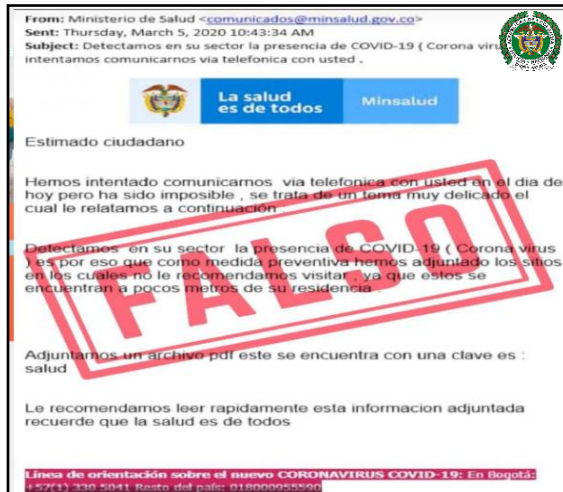 From: Ministerio de Salud <comunicados@minsalud.gov.co>
Sent: Thursday, March 5, 2020 10:43:34 AM
Subject: Detectamos en su sector la presencia de COVID-19 ( Corona virus
intentamos comunicarnos via telefonica con usted .
La salud
es de todos
Minsalud
Estimado ciudadano
Hemos intentado comunicarnos via telefonica con usted en el dia de
hoy pero ha sido imposible , se trata de un tema muy delicado el
cual le relatamos a continuación
Detectamos en su sector la presencia de COVID-19 ( Corona virus
) es por eso que como medida preventiva hemos adjuntado los sitios
en los cuales no le recomendamos visitar , ya que estos se
encuentran a pocos metros de su residencia
FALSO
Adjuntamos un archivo pdf este se encuentra con una clave es :
salud
Le recomendamos leer rapidamente esta informacion adjuntada
recuerde que la salud es de todos
Línea de orientación sobre el nuevo CORONAVIRUS COVID-19: En Bogotá:
+57(1) 330 5041 Resto del país: 018000955590